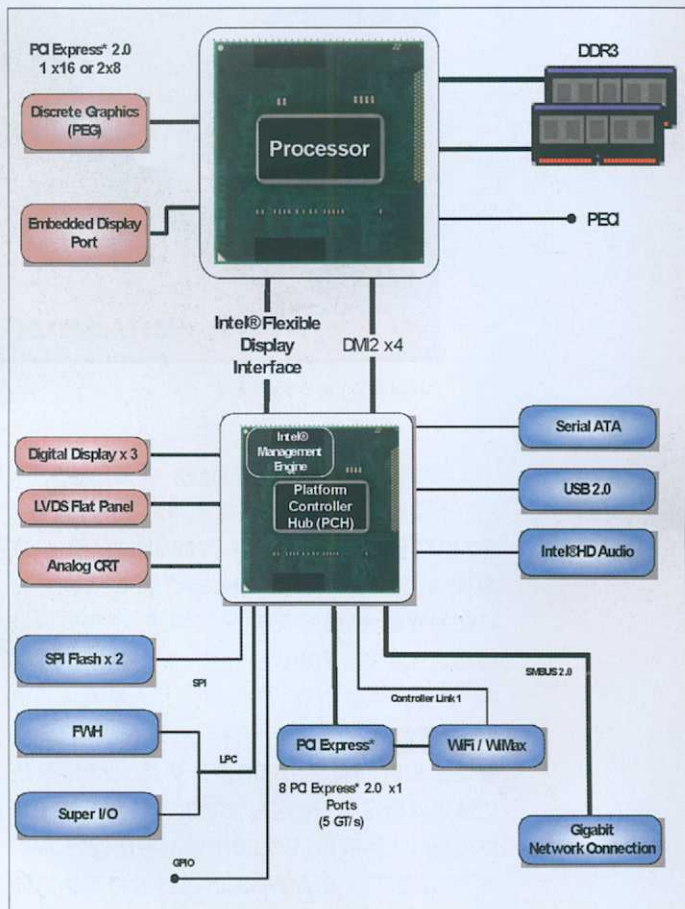 PCI Express* 2.0
1 x16 or 2x8
DDR3
Discrete Graphics
(PEG)
Processor
Embedded Display
Port
PECI
Intel® Flexible
Display
Interface
DMI2 x4
Intel®
Management
Engine
Serial ATA
Digital Display x 3
Platform
Controller
Hub (PCH)
USB 2.0
LVDS Flat Panel
Intel® HD Audio
Analog CRT
SPI Flash x 2
SPI
SMBUS 2.0
Controller Link 1
FWH
LPC
PCI Express*
WiFi / WiMax
8 PCI Express* 2.0 x1
Ports
(5 GT/s)
Super I/O
Gigabit
Network Connection
GPIO